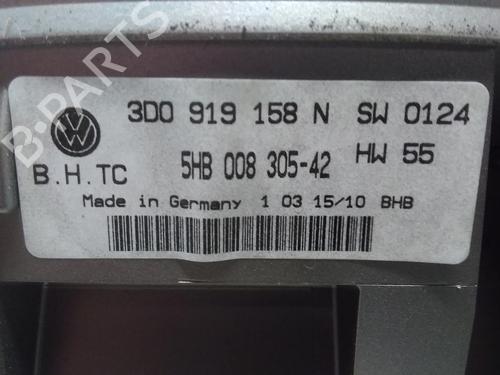 3D0 919 158 N SW 0124
5HB 008 305-42 HW 55
B.H.TC
Made in Germany 1 03 15/10 BHB
B-PARTS